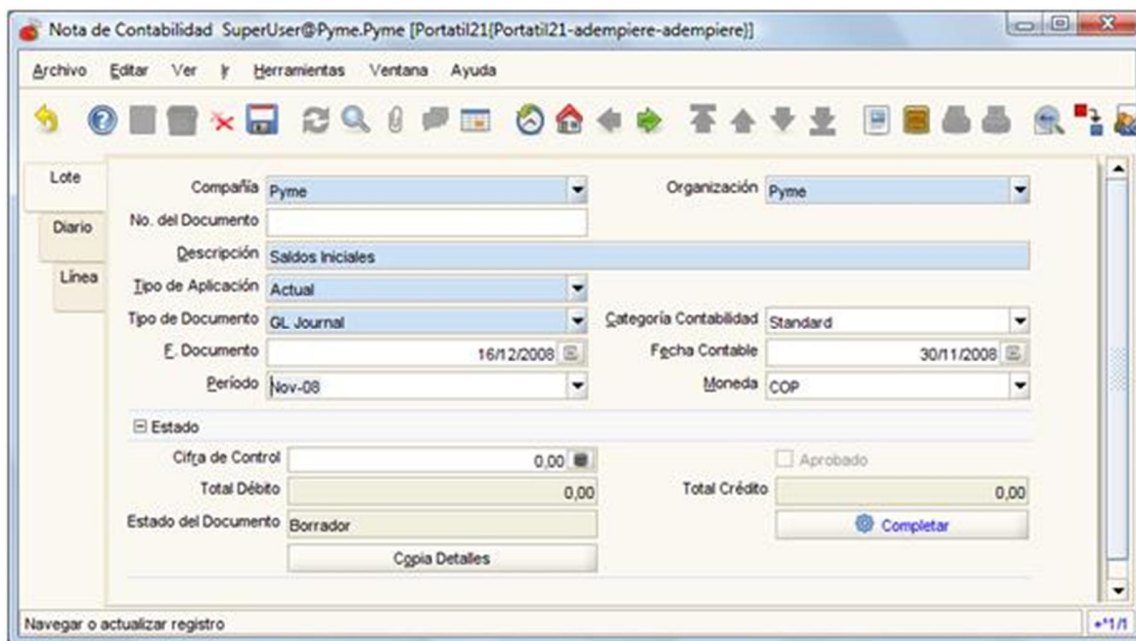 Nota de Contabilidad SuperUser@Pyme.Pyme [Portatil21{Portatil21-adempiere-adempiere}]
Archivo Editar Ver Ir Herramientas Ventana Ayuda
Lote
Compañía Pyme Organización Pyme
No. del Documento
Diario
Descripción Saldos Iniciales
Línea
Tipo de Aplicación Actual
Tipo de Documento GL Journal Categoría Contabilidad Standard
F. Documento 16/12/2008 Fecha Contable 30/11/2008
Período Nov-08 Moneda COP
Estado
Cifra de Control 0,00 Aprobado
Total Débito 0,00 Total Crédito 0,00
Estado del Documento Borrador Completar
Copia Detalles
Navegar o actualizar registro +*1/1